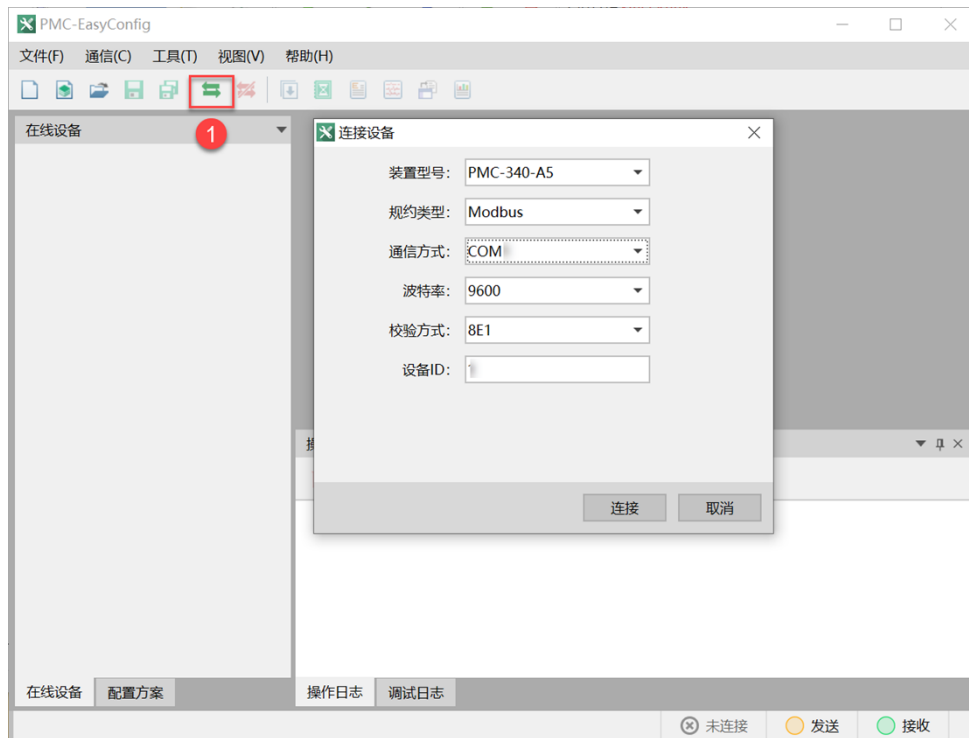 PMC-EasyConfig
文件(F) 通信(C) 工具(T) 视图(V) 帮助(H)
1
在线设备
连接设备
装置型号: PMC-340-A5
规约类型: Modbus
通信方式: COM
波特率: 9600
校验方式: 8E1
设备ID:
连接 取消
在线设备 配置方案
操作日志 调试日志
未连接 发送 接收